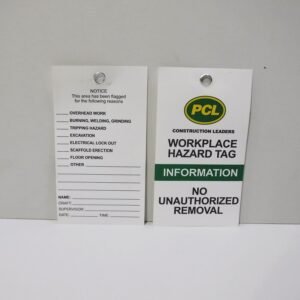 NOTICE
This area has been flagged
for the following reasons
OVERHEAD WORK
BURNING, WELDING, GRINDING
TRIPPING HAZARD
EXCAVATION
ELECTRICAL LOCK OUT
SCAFFOLD ERECTION
FLOOR OPENING
OTHER
NAME:
CRAFT:
SUPERVISOR:
DATE: TIME:
PCL
CONSTRUCTION LEADERS
WORKPLACE
HAZARD TAG
INFORMATION
NO
UNAUTHORIZED
REMOVAL